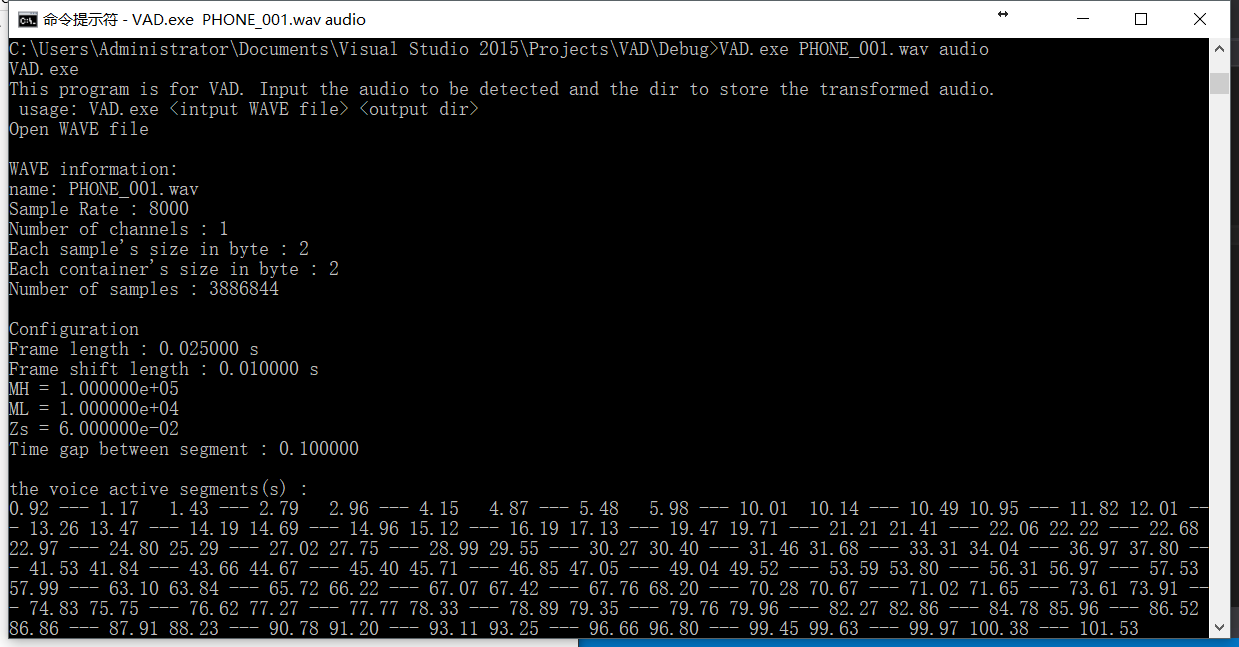 命令提示符 - VAD.exe  PHONE_001.wav audio
C:\Users\Administrator\Documents\Visual Studio 2015\Projects\VAD\Debug>VAD.exe PHONE_001.wav audio
VAD.exe
This program is for VAD. Input the audio to be detected and the dir to store the transformed audio.
 usage: VAD.exe <intput WAVE file> <output dir>
Open WAVE file
WAVE information:
name: PHONE_001.wav
Sample Rate : 8000
Number of channels : 1
Each sample's size in byte : 2
Each container's size in byte : 2
Number of samples : 3886844
Configuration
Frame length : 0.025000 s
Frame shift length : 0.010000 s
MH = 1.000000e+05
ML = 1.000000e+04
Zs = 6.000000e-02
Time gap between segment : 0.100000
the voice active segments(s) :
0.92 --- 1.17   1.43 --- 2.79   2.96 --- 4.15   4.87 --- 5.48   5.98 --- 10.01  10.14 --- 10.49 10.95 --- 11.82 12.01 --
- 13.26 13.47 --- 14.19 14.69 --- 14.96 15.12 --- 16.19 17.13 --- 19.47 19.71 --- 21.21 21.41 --- 22.06 22.22 --- 22.68
22.97 --- 24.80 25.29 --- 27.02 27.75 --- 28.99 29.55 --- 30.27 30.40 --- 31.46 31.68 --- 33.31 34.04 --- 36.97 37.80 --
- 41.53 41.84 --- 43.66 44.67 --- 45.40 45.71 --- 46.85 47.05 --- 49.04 49.52 --- 53.59 53.80 --- 56.31 56.97 --- 57.53
57.99 --- 63.10 63.84 --- 65.72 66.22 --- 67.07 67.42 --- 67.76 68.20 --- 70.28 70.67 --- 71.02 71.65 --- 73.61 73.91 --
- 74.83 75.75 --- 76.62 77.27 --- 77.77 78.33 --- 78.89 79.35 --- 79.76 79.96 --- 82.27 82.86 --- 84.78 85.96 --- 86.52
86.86 --- 87.91 88.23 --- 90.78 91.20 --- 93.11 93.25 --- 96.66 96.80 --- 99.45 99.63 --- 99.97 100.38 --- 101.53